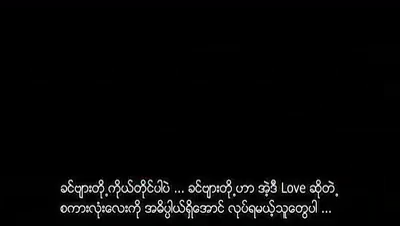 ခင်ဗျားတို့ကိုယ်တိုင်ပါပဲ ... ခင်ဗျားတို့ဟာ အဲ့ဒီ Love ဆိုတဲ့
စကားလုံးလေးကို အဓိပ္ပါယ်ရှိအောင် လုပ်ရမယ့်သူတွေပါ ...